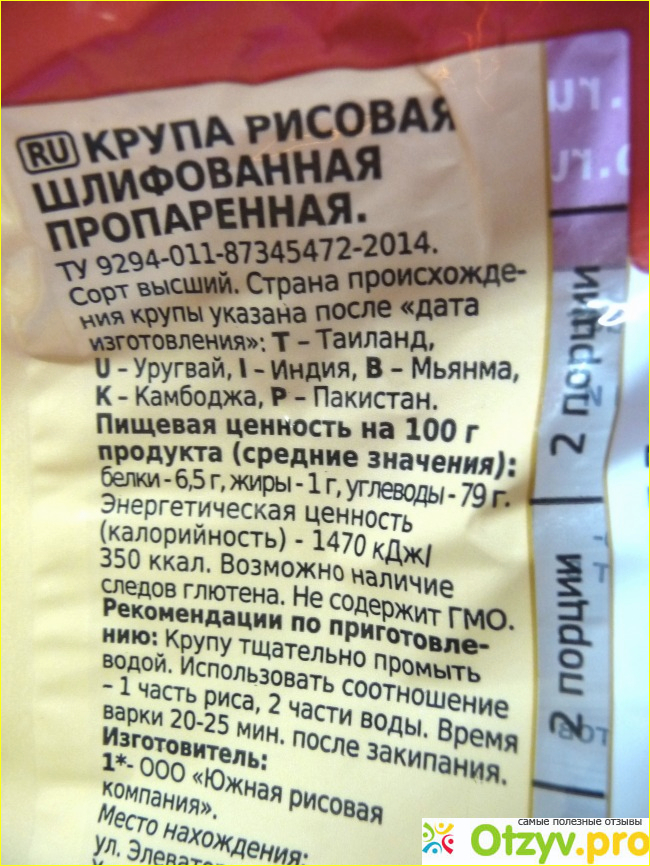 RU КРУПА РИСОВАЯ
ШЛИФОВАННАЯ
ПРОПАРЕННАЯ.
ТУ 9294-011-87345472-2014.
Сорт высший. Страна происхожде-
ния крупы указана после «дата
изготовления»: T – Таиланд,
U – Уругвай, I – Индия, B – Мьянма,
K – Камбоджа, P – Пакистан.
Пищевая ценность на 100 г
продукта (средние значения):
белки - 6,5 г, жиры - 1 г, углеводы - 79 г.
Энергетическая ценность
(калорийность) - 1470 кДж/
350 ккал. Возможно наличие
следов глютена. Не содержит ГМО.
Рекомендации по приготовле-
нию: Крупу тщательно промыть
водой. Использовать соотношение
– 1 часть риса, 2 части воды. Время
варки 20-25 мин. после закипания.
Изготовитель:
1*- ООО «Южная рисовая
компания».
Место нахождения:
2 порции
2 порции
самые полезные отзывы
Otzyv.pro